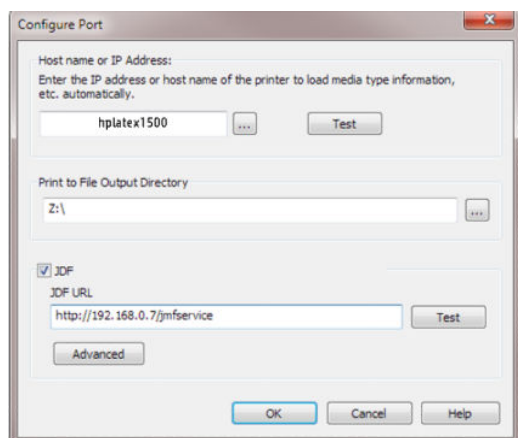 Configure Port
Host name or IP Address:
Enter the IP address or host name of the printer to load media type information,
etc. automatically.
hplatex1500
...
Test
Print to File Output Directory
Z:\
...
JDF
JDF URL
http://192.168.0.7/jmfservice
Test
Advanced
OK
Cancel
Help